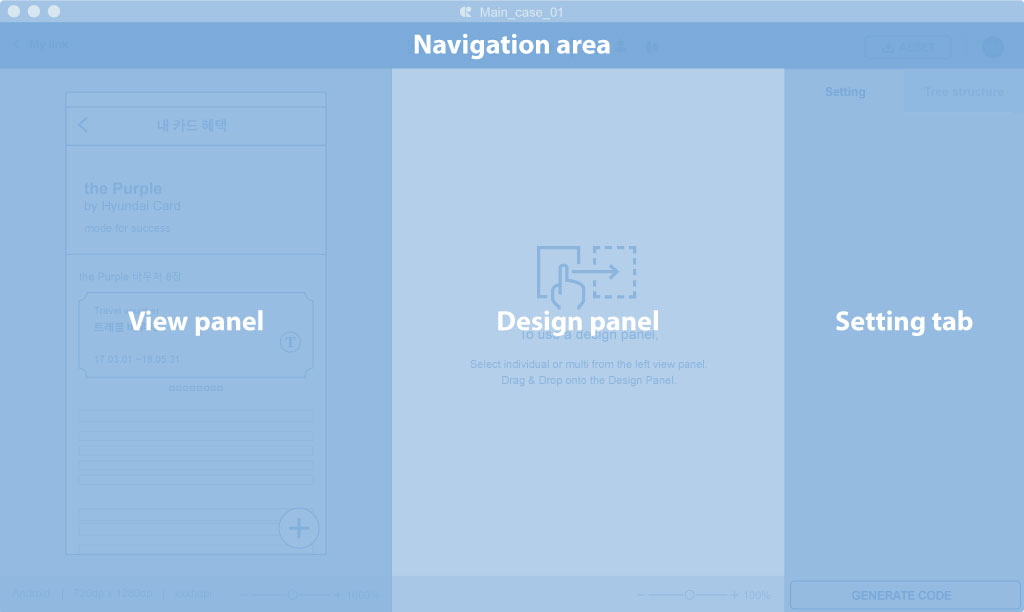 Main_case_01
My link
Navigation area
ASSET
Setting
Tree structure
내 카드 혜택
the Purple
by Hyundai Card
mode for success
the Purple 바우처 8장
Travel
트래블
T
17.03.01 ~18.05.31
View panel
Design panel
To use a design panel,
Select individual or multi from the left view panel.
Drag & Drop onto the Design Panel.
Setting tab
Android | 720dp x 1280dp | xxxhdpi
100%
GENERATE CODE